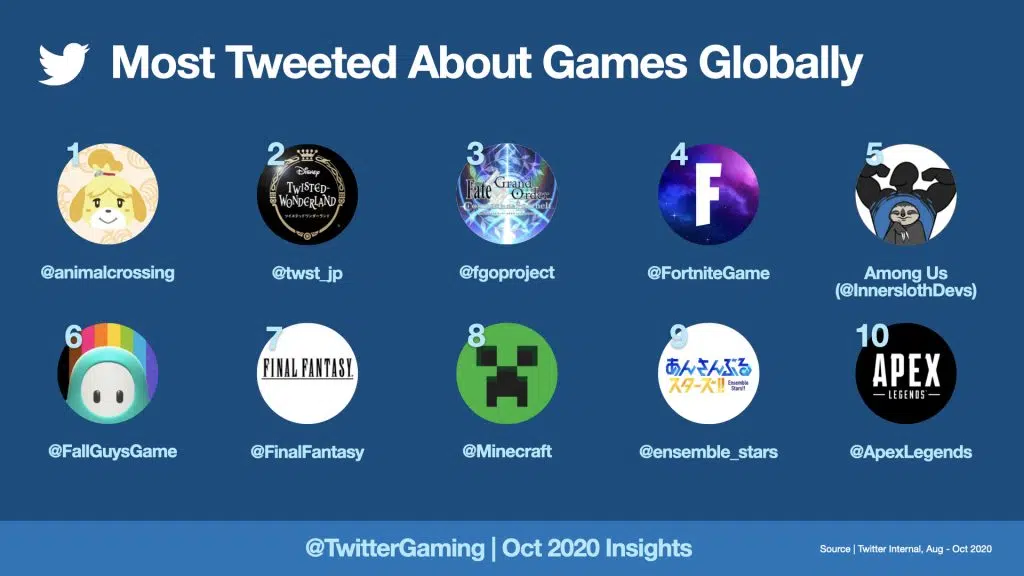 Most Tweeted About Games Globally
1
2
3
4
5
Disney
TWISTED-
WONDERLAND
ツイステッドワンダーランド
Fate
Grand
Order
F
@animalcrossing
@twst_jp
@fgoproject
@FortniteGame
Among Us
(@InnerslothDevs)
6
7
8
9
10
FINAL FANTASY.
あんさんぶる
スターズ!!
Ensemble
Stars!!
APEX
LEGENDS
@FallGuysGame
@FinalFantasy
@Minecraft
@ensemble_stars
@ApexLegends
@TwitterGaming | Oct 2020 Insights
Source | Twitter Internal, Aug - Oct 2020